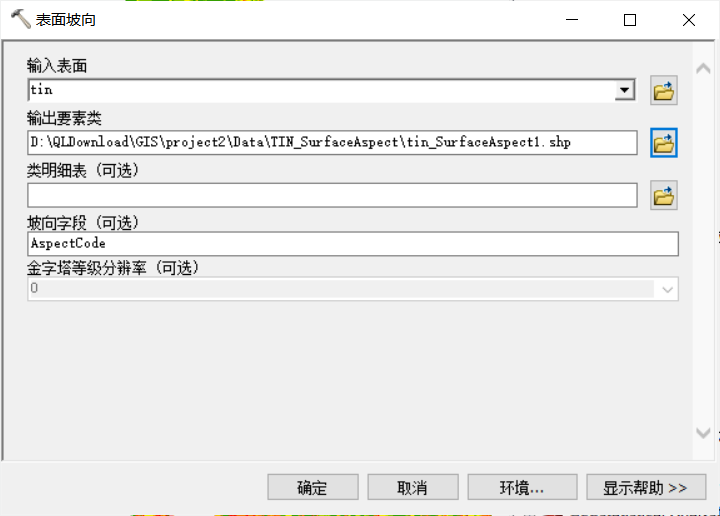 表面坡向
输入表面
tin
输出要素类
D:\QLDownload\GIS\project2\Data\TIN_SurfaceAspect\tin_SurfaceAspect1.shp
类明细表 (可选)
坡向字段 (可选)
AspectCode
金字塔等级分辨率 (可选)
0
确定 取消 环境... 显示帮助 >>